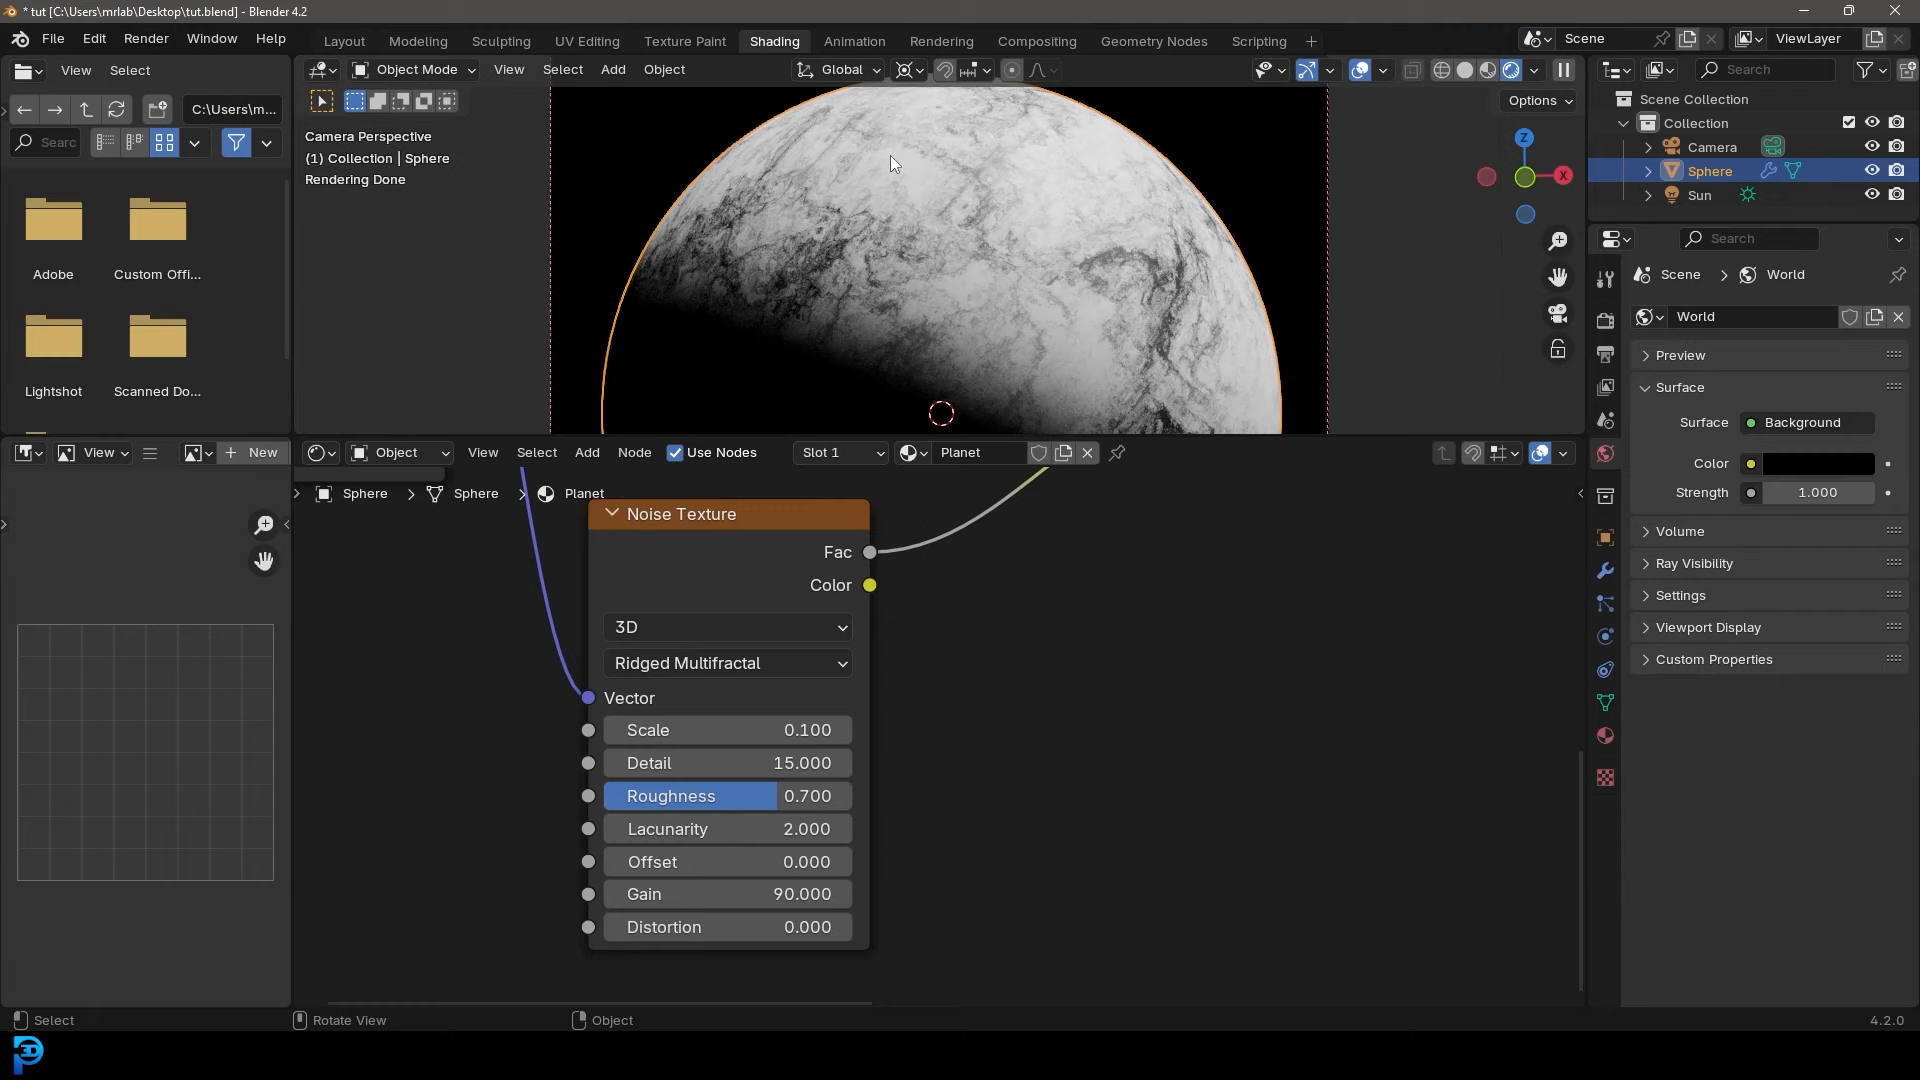 * tut [C:\Users\mrlab\Desktop\tut.blend] - Blender 4.2
File Edit Render Window Help
Layout Modeling Sculpting UV Editing Texture Paint Shading Animation Rendering Compositing Geometry Nodes Scripting +
Scene
ViewLayer
View Select
Object Mode View Select Add Object
Global
Search
C:\Users\m...
Searc
Options
Camera Perspective
(1) Collection | Sphere
Rendering Done
Z
X
Scene Collection
Collection
Camera
Sphere
Sun
Adobe
Custom Offi...
Lightshot
Scanned Do...
Search
Scene > World
World
Preview
Surface
Surface Background
Color
Strength 1.000
Volume
Ray Visibility
Settings
Viewport Display
Custom Properties
View
+ New
Object View Select Add Node Use Nodes
Slot 1
Planet
Sphere > Sphere > Planet
Noise Texture
Fac
Color
3D
Ridged Multifractal
Vector
Scale 0.100
Detail 15.000
Roughness 0.700
Lacunarity 2.000
Offset 0.000
Gain 90.000
Distortion 0.000
Select
Rotate View
Object
4.2.0
3D